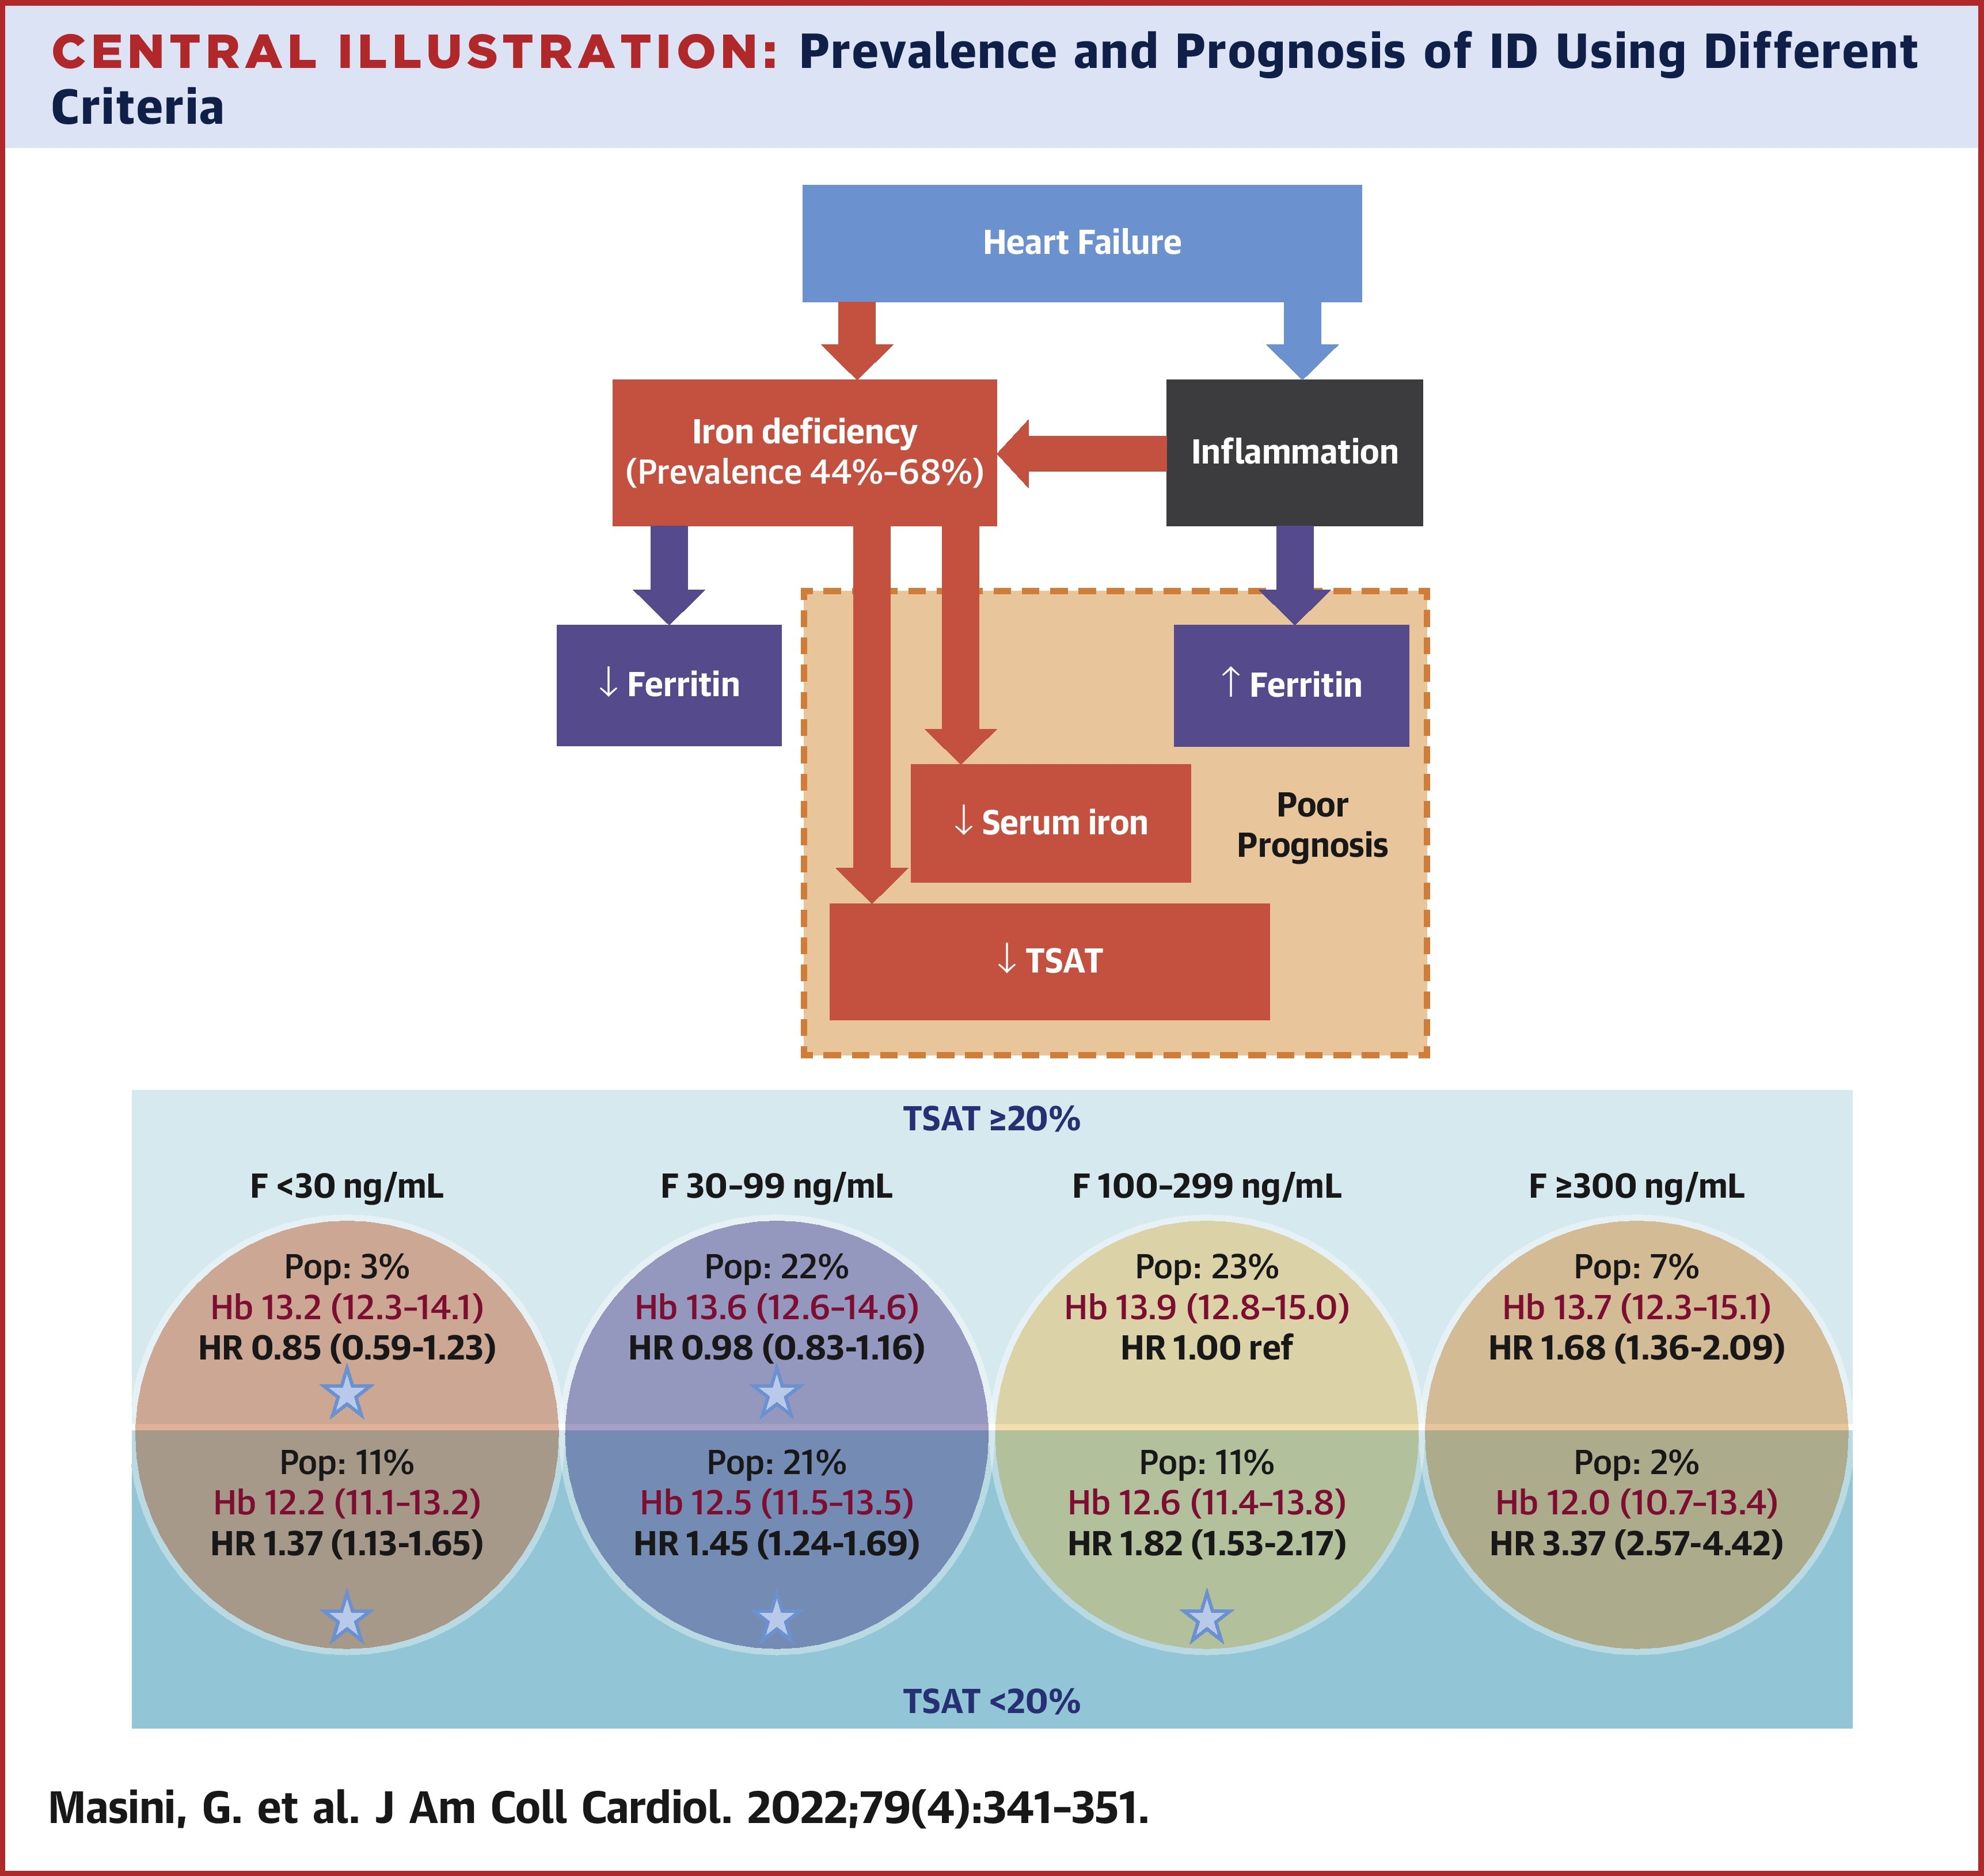 CENTRAL ILLUSTRATION: Prevalence and Prognosis of ID Using Different
Criteria
Heart Failure
Iron deficiency
(Prevalence 44%–68%)
Inflammation
↓ Ferritin
↑ Ferritin
↓ Serum iron
Poor
Prognosis
↓ TSAT
TSAT ≥20%
F <30 ng/mL
Pop: 3%
Hb 13.2 (12.3–14.1)
HR 0.85 (0.59-1.23)
F 30–99 ng/mL
Pop: 22%
Hb 13.6 (12.6–14.6)
HR 0.98 (0.83-1.16)
F 100–299 ng/mL
Pop: 23%
Hb 13.9 (12.8–15.0)
HR 1.00 ref
F ≥300 ng/mL
Pop: 7%
Hb 13.7 (12.3–15.1)
HR 1.68 (1.36-2.09)
Pop: 11%
Hb 12.2 (11.1–13.2)
HR 1.37 (1.13-1.65)
Pop: 21%
Hb 12.5 (11.5–13.5)
HR 1.45 (1.24-1.69)
Pop: 11%
Hb 12.6 (11.4–13.8)
HR 1.82 (1.53-2.17)
Pop: 2%
Hb 12.0 (10.7–13.4)
HR 3.37 (2.57-4.42)
TSAT <20%
Masini, G. et al. J Am Coll Cardiol. 2022;79(4):341–351.